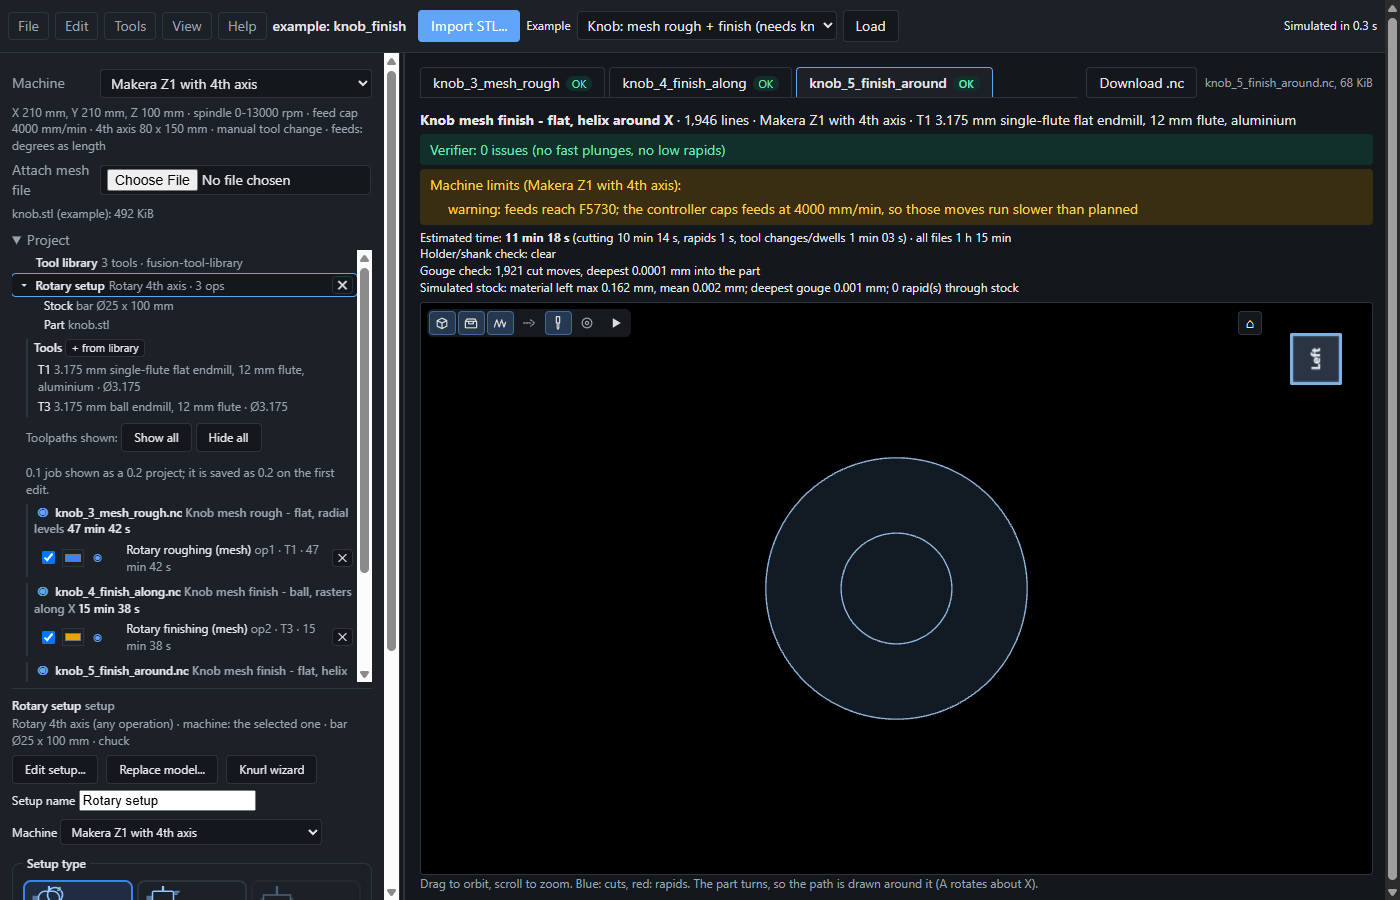 File Edit Tools View Help example: knob_finish Import STL... Example Knob: mesh rough + finish (needs kn Load Simulated in 0.3 s
Machine Makera Z1 with 4th axis
X 210 mm, Y 210 mm, Z 100 mm · spindle 0-13000 rpm · feed cap
4000 mm/min · 4th axis 80 x 150 mm · manual tool change · feeds:
degrees as length
Attach mesh
file
Choose File No file chosen
knob.stl (example): 492 KiB
Project
Tool library 3 tools · fusion-tool-library
Rotary setup Rotary 4th axis · 3 ops
Stock bar Ø25 x 100 mm
Part knob.stl
Tools + from library
T1 3.175 mm single-flute flat endmill, 12 mm flute,
aluminium · Ø3.175
T3 3.175 mm ball endmill, 12 mm flute · Ø3.175
Toolpaths shown: Show all Hide all
0.1 job shown as a 0.2 project; it is saved as 0.2 on the first
edit.
knob_3_mesh_rough.nc Knob mesh rough - flat, radial
levels 47 min 42 s
Rotary roughing (mesh) op1 · T1 · 47
min 42 s
knob_4_finish_along.nc Knob mesh finish - ball, rasters
along X 15 min 38 s
Rotary finishing (mesh) op2 · T3 · 15
min 38 s
knob_5_finish_around.nc Knob mesh finish - flat, helix
Rotary setup setup
Rotary 4th axis (any operation) · machine: the selected one · bar
Ø25 x 100 mm · chuck
Edit setup... Replace model... Knurl wizard
Setup name Rotary setup
Machine Makera Z1 with 4th axis
Setup type
knob_3_mesh_rough OK knob_4_finish_along OK knob_5_finish_around OK Download .nc knob_5_finish_around.nc, 68 KiB
Knob mesh finish - flat, helix around X · 1,946 lines · Makera Z1 with 4th axis · T1 3.175 mm single-flute flat endmill, 12 mm flute, aluminium
Verifier: 0 issues (no fast plunges, no low rapids)
Machine limits (Makera Z1 with 4th axis):
warning: feeds reach F5730; the controller caps feeds at 4000 mm/min, so those moves run slower than planned
Estimated time: 11 min 18 s (cutting 10 min 14 s, rapids 1 s, tool changes/dwells 1 min 03 s) · all files 1 h 15 min
Holder/shank check: clear
Gouge check: 1,921 cut moves, deepest 0.0001 mm into the part
Simulated stock: material left max 0.162 mm, mean 0.002 mm; deepest gouge 0.001 mm; 0 rapid(s) through stock
Left
Drag to orbit, scroll to zoom. Blue: cuts, red: rapids. The part turns, so the path is drawn around it (A rotates about X).